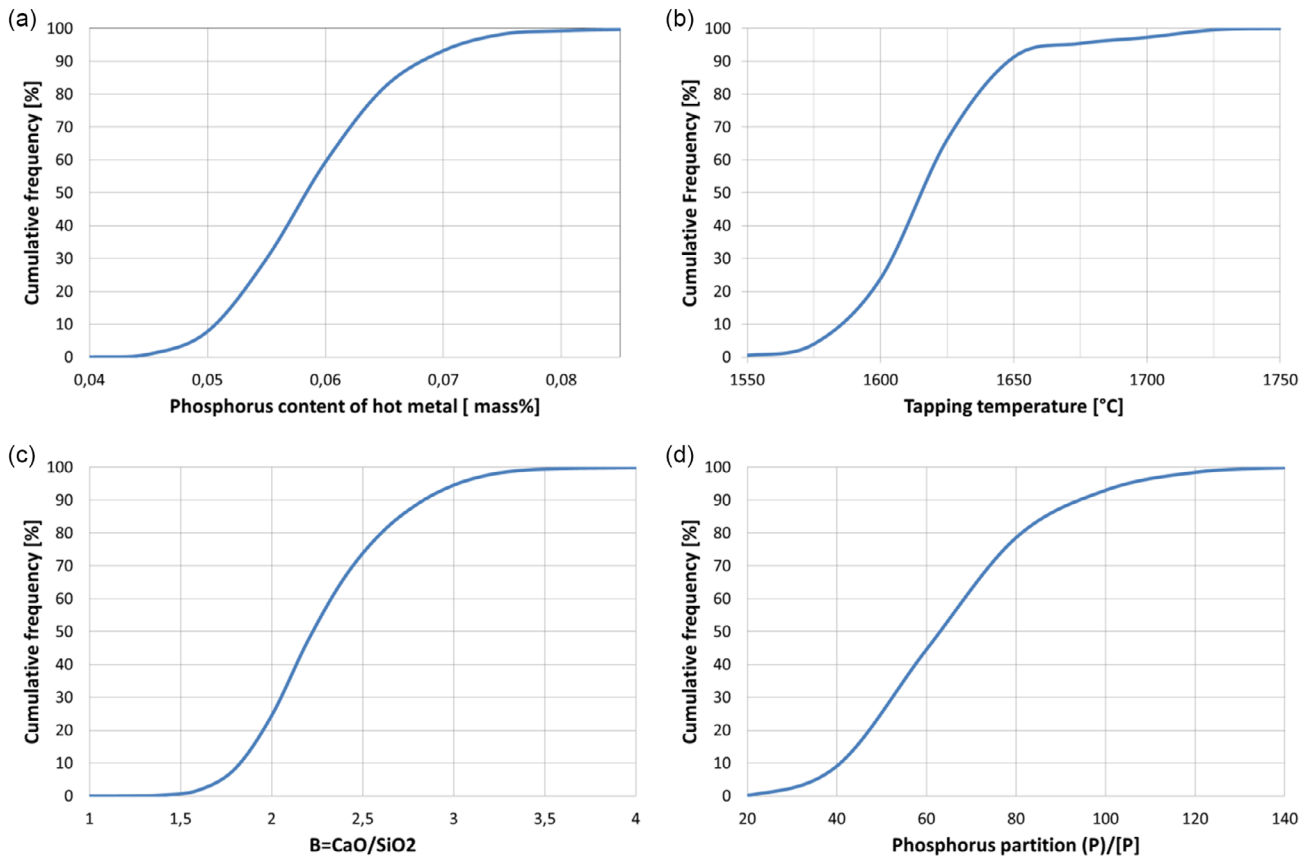 (a)
100
90
80
70
60
50
40
30
20
10
0
Cumulative frequency [%]
0,04 0,05 0,06 0,07 0,08
Phosphorus content of hot metal [ mass%]
(b)
100
90
80
70
60
50
40
30
20
10
0
Cumulative Frequency [%]
1550 1600 1650 1700 1750
Tapping temperature [°C]
(c)
100
90
80
70
60
50
40
30
20
10
0
Cumulative frequency [%]
1 1,5 2 2,5 3 3,5 4
B=CaO/SiO2
(d)
100
90
80
70
60
50
40
30
20
10
0
Cumulative frequency [%]
20 40 60 80 100 120 140
Phosphorus partition (P)/[P]